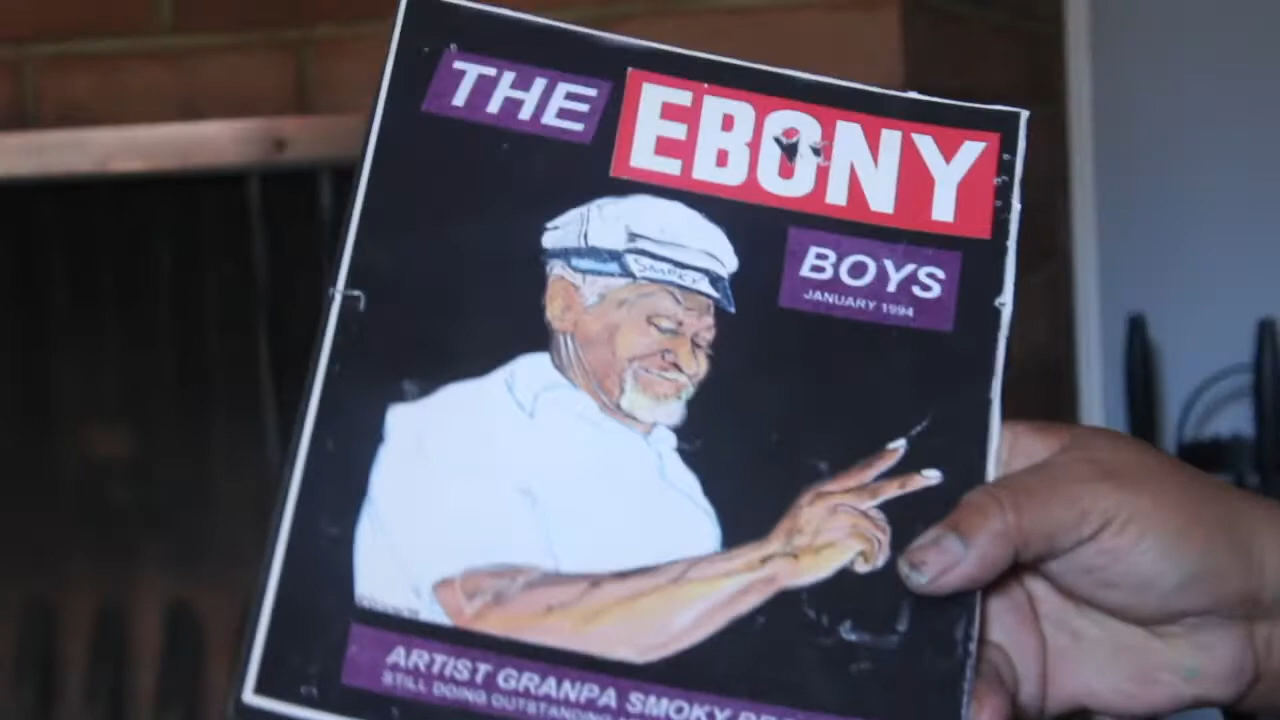 THE EBONY
BOYS
JANUARY 1994
SMOKY
ARTIST GRANPA SMOKY
STILL DOING OUTSTANDING